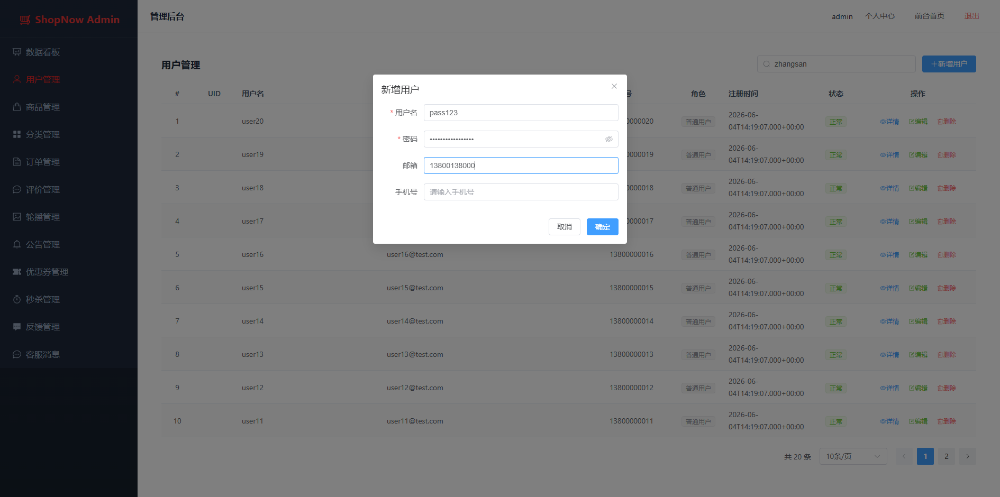 ShopNow Admin
管理后台
admin 个人中心 前台首页 退出
数据看板
用户管理
商品管理
分类管理
订单管理
评价管理
轮播管理
公告管理
优惠券管理
秒杀管理
反馈管理
客服消息
用户管理
zhangsan
+新增用户
# UID 用户名 号 角色 注册时间 状态 操作
1 user20 0000020 普通用户 2026-06-04T14:19:07.000+00:00 正常 详情 编辑 删除
2 user19 0000019 普通用户 2026-06-04T14:19:07.000+00:00 正常 详情 编辑 删除
3 user18 0000018 普通用户 2026-06-04T14:19:07.000+00:00 正常 详情 编辑 删除
4 user17 0000017 普通用户 2026-06-04T14:19:07.000+00:00 正常 详情 编辑 删除
5 user16 user16@test.com 13800000016 普通用户 2026-06-04T14:19:07.000+00:00 正常 详情 编辑 删除
6 user15 user15@test.com 13800000015 普通用户 2026-06-04T14:19:07.000+00:00 正常 详情 编辑 删除
7 user14 user14@test.com 13800000014 普通用户 2026-06-04T14:19:07.000+00:00 正常 详情 编辑 删除
8 user13 user13@test.com 13800000013 普通用户 2026-06-04T14:19:07.000+00:00 正常 详情 编辑 删除
9 user12 user12@test.com 13800000012 普通用户 2026-06-04T14:19:07.000+00:00 正常 详情 编辑 删除
10 user11 user11@test.com 13800000011 普通用户 2026-06-04T14:19:07.000+00:00 正常 详情 编辑 删除
共 20 条 10条/页 1 2
新增用户
* 用户名 pass123
* 密码 •••••••••••••••••
邮箱 13800138000
手机号 请输入手机号
取消 确定